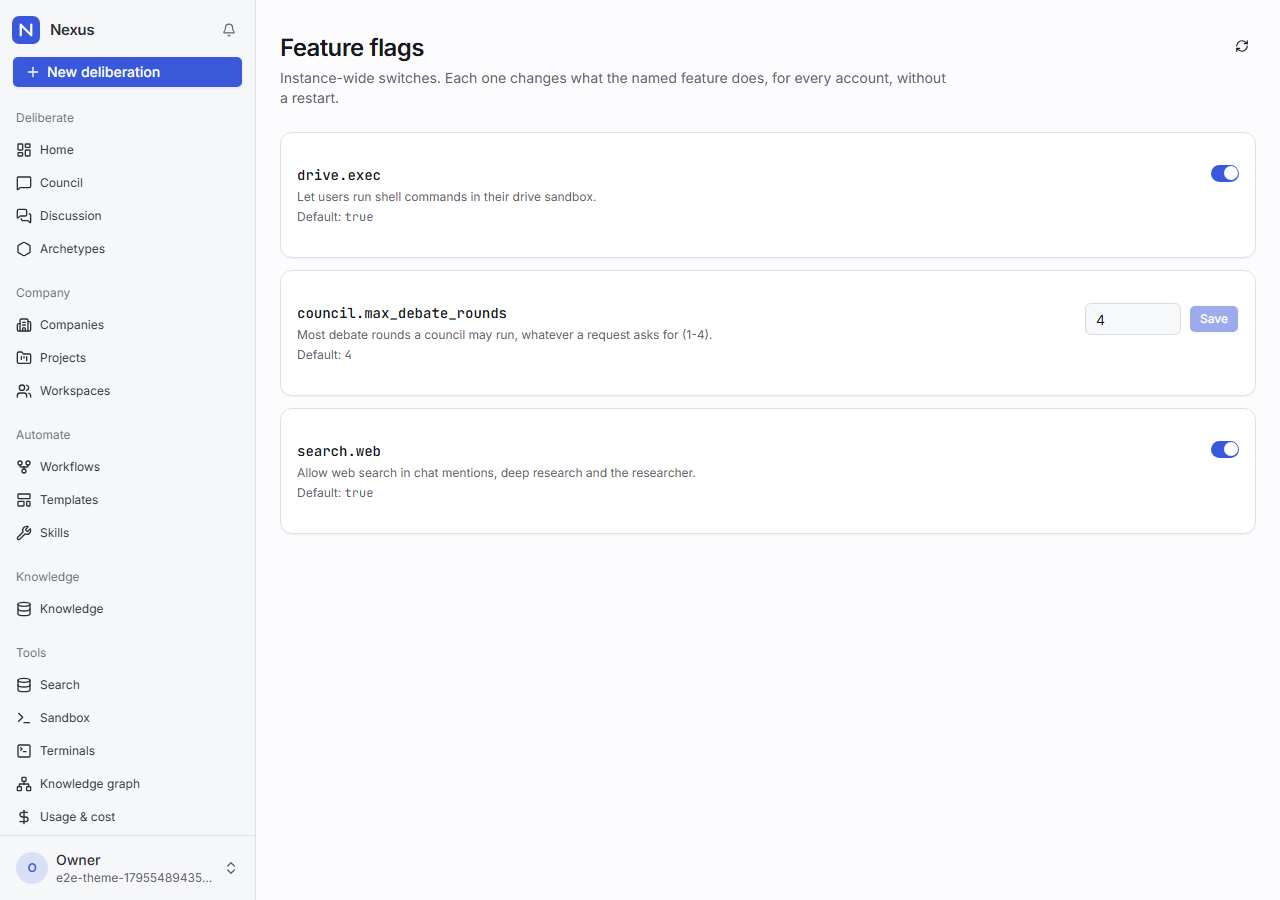 N Nexus
New deliberation
Deliberate
Home
Council
Discussion
Archetypes
Company
Companies
Projects
Workspaces
Automate
Workflows
Templates
Skills
Knowledge
Knowledge
Tools
Search
Sandbox
Terminals
Knowledge graph
Usage & cost
O
Owner
e2e-theme-17955489435...
Feature flags
Instance-wide switches. Each one changes what the named feature does, for every account, without
a restart.
drive.exec
Let users run shell commands in their drive sandbox.
Default: true
council.max_debate_rounds
Most debate rounds a council may run, whatever a request asks for (1-4).
Default: 4
4
Save
search.web
Allow web search in chat mentions, deep research and the researcher.
Default: true